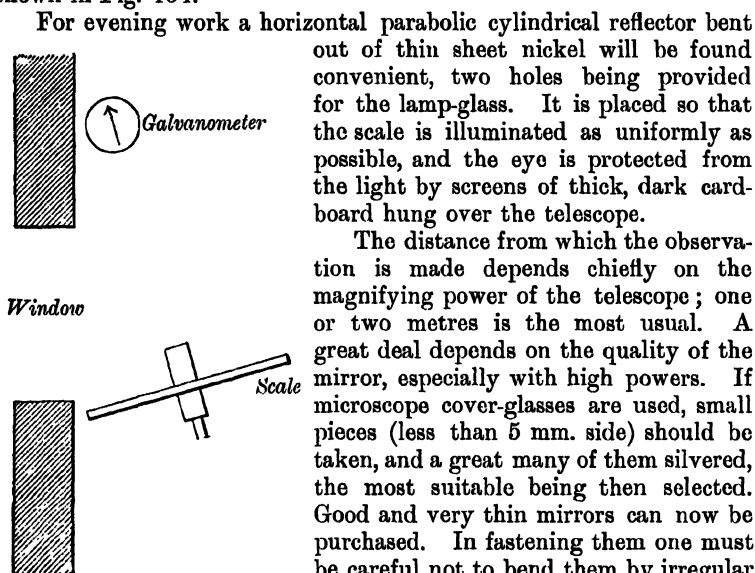 For evening work a horizontal parabolic cylindrical reflector bent
out of thin sheet nickel will be found
convenient, two holes being provided
for the lamp-glass. It is placed so that
the scale is illuminated as uniformly as
possible, and the eye is protected from
the light by screens of thick, dark card-
board hung over the telescope.
Galvanometer
The distance from which the observa-
tion is made depends chiefly on the
magnifying power of the telescope ; one
or two metres is the most usual. A
great deal depends on the quality of the
mirror, especially with high powers. If
microscope cover-glasses are used, small
pieces (less than 5 mm. side) should be
taken, and a great many of them silvered,
the most suitable being then selected.
Good and very thin mirrors can now be
purchased. In fastening them one must
be careful not to bend them by irregular
Window
Scale